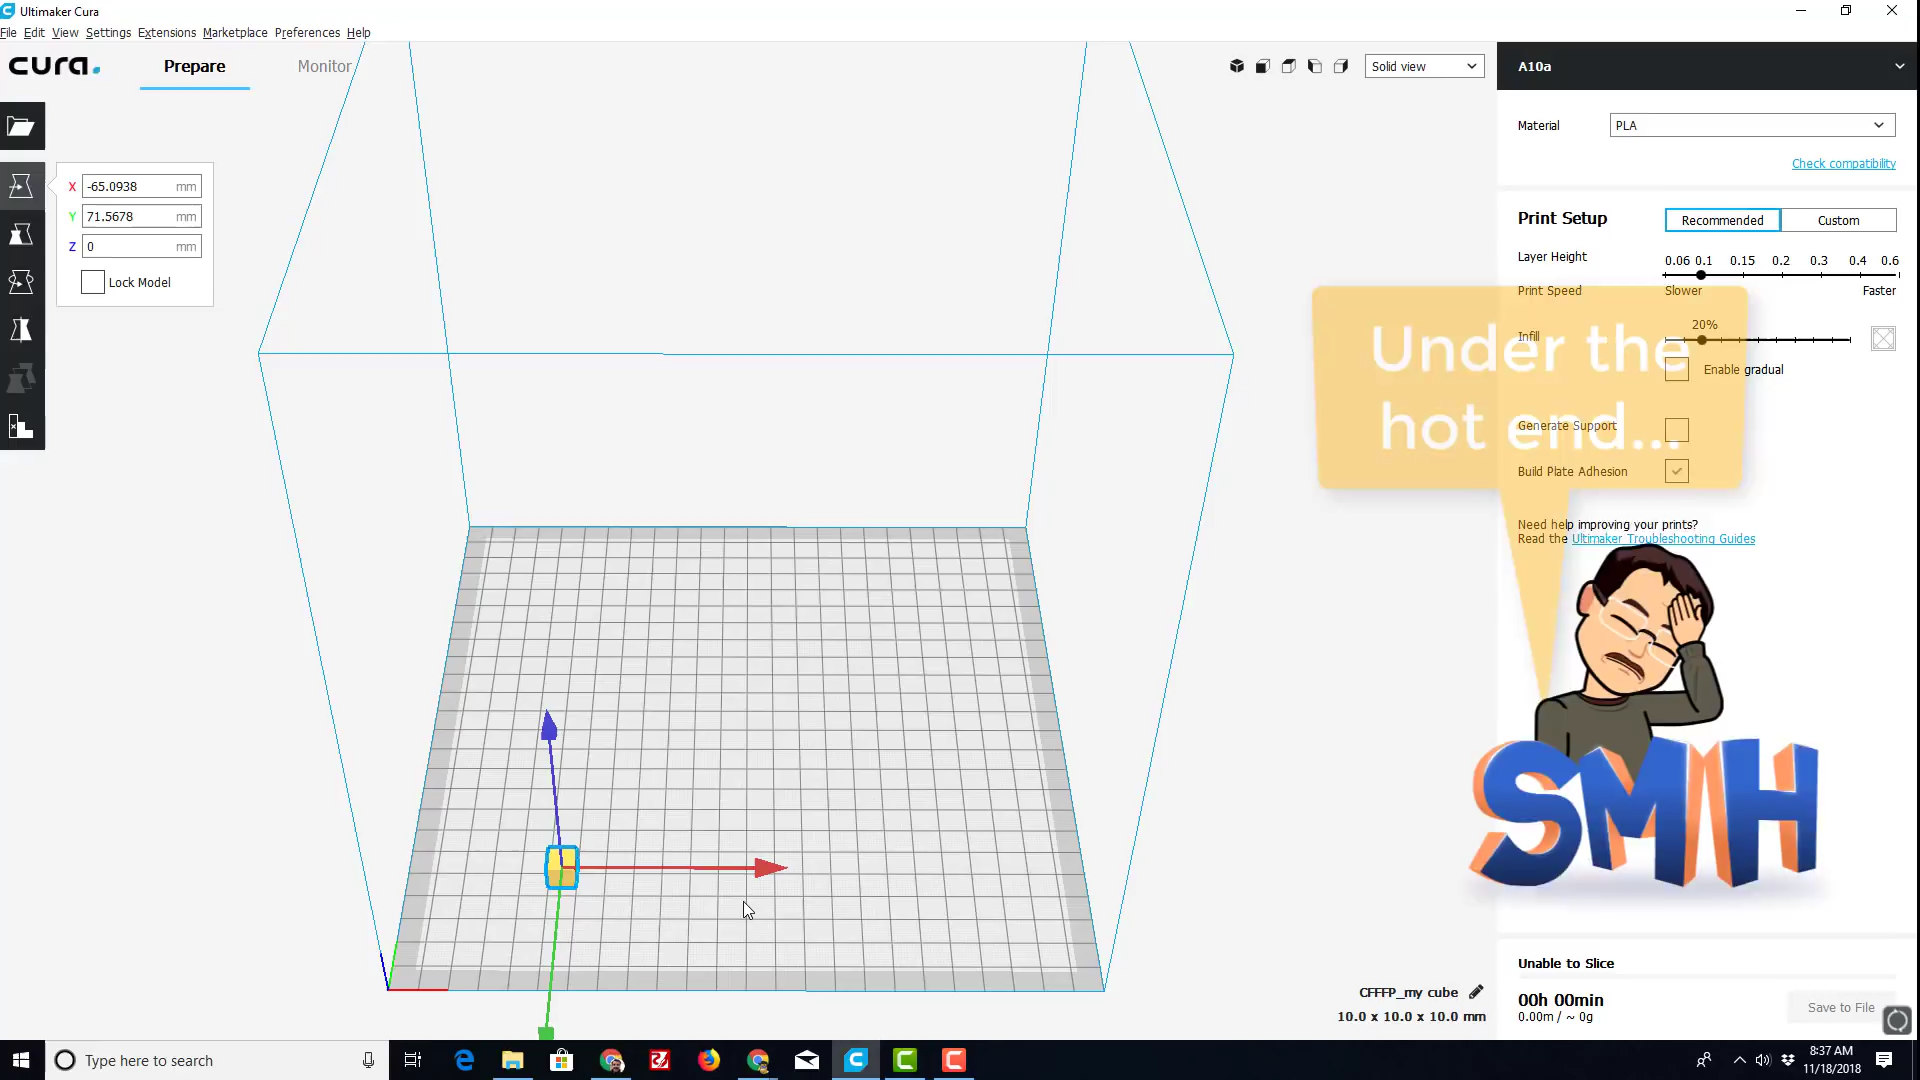 Ultimaker Cura
File Edit View Settings Extensions Marketplace Preferences Help
cura.
Prepare
Monitor
Solid view
A10a
Material
PLA
Check compatibility
X -65.0938 mm
Y 71.5678 mm
Z 0 mm
Lock Model
Print Setup
Recommended
Custom
Layer Height
0.06 0.1 0.15 0.2 0.3 0.4 0.6
Print Speed
Slower
Faster
Infill
20%
Enable gradual
Generate Support
Build Plate Adhesion
Under the
hot end...
Need help improving your prints?
Read the Ultimaker Troubleshooting Guides
SMH
Unable to Slice
00h 00min
0.00m / ~ 0g
Save to File
CFFFP_my cube
10.0 x 10.0 x 10.0 mm
Type here to search
8:37 AM
11/18/2018